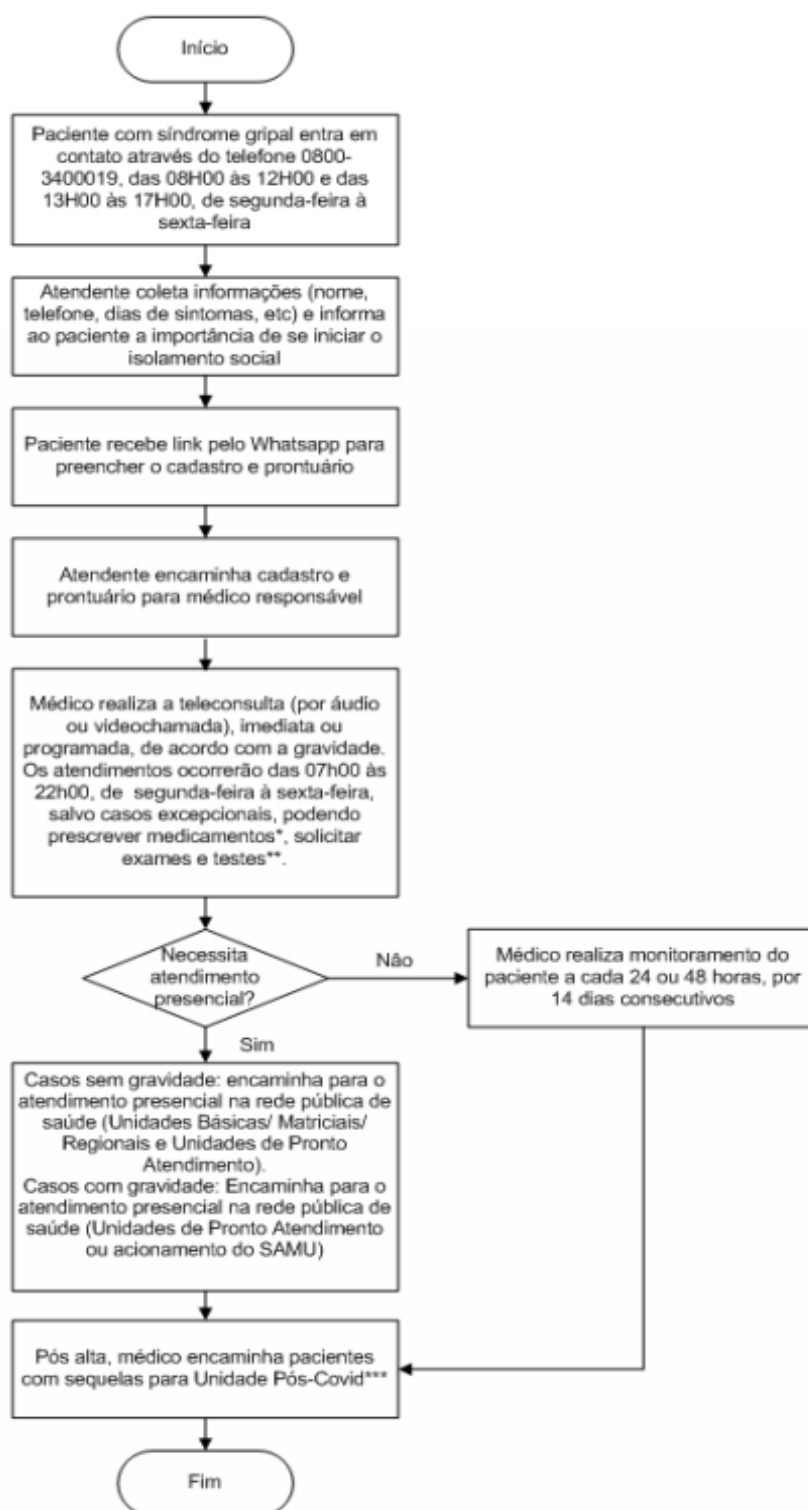 Início
Paciente com síndrome gripal entra em
contato através do telefone 0800-
3400019, das 08H00 às 12H00 e das
13H00 às 17H00, de segunda-feira à
sexta-feira
Atendente coleta informações (nome,
telefone, dias de sintomas, etc) e informa
ao paciente a importância de se iniciar o
isolamento social
Paciente recebe link pelo Whatsapp para
preencher o cadastro e prontuário
Atendente encaminha cadastro e
prontuário para médico responsável
Médico realiza a teleconsulta (por áudio
ou videochamada), imediata ou
programada, de acordo com a gravidade.
Os atendimentos ocorrerão das 07h00 às
22h00, de segunda-feira à sexta-feira,
salvo casos excepcionais, podendo
prescrever medicamentos*, solicitar
exames e testes**.
Necessita
atendimento
presencial?
Não
Médico realiza monitoramento do
paciente a cada 24 ou 48 horas, por
14 dias consecutivos
Sim
Casos sem gravidade: encaminha para o
atendimento presencial na rede pública de
saúde (Unidades Básicas/ Matriciais/
Regionais e Unidades de Pronto
Atendimento).
Casos com gravidade: Encaminha para o
atendimento presencial na rede pública de
saúde (Unidades de Pronto Atendimento
ou acionamento do SAMU)
Pós alta, médico encaminha pacientes
com sequelas para Unidade Pós-Covid***
Fim